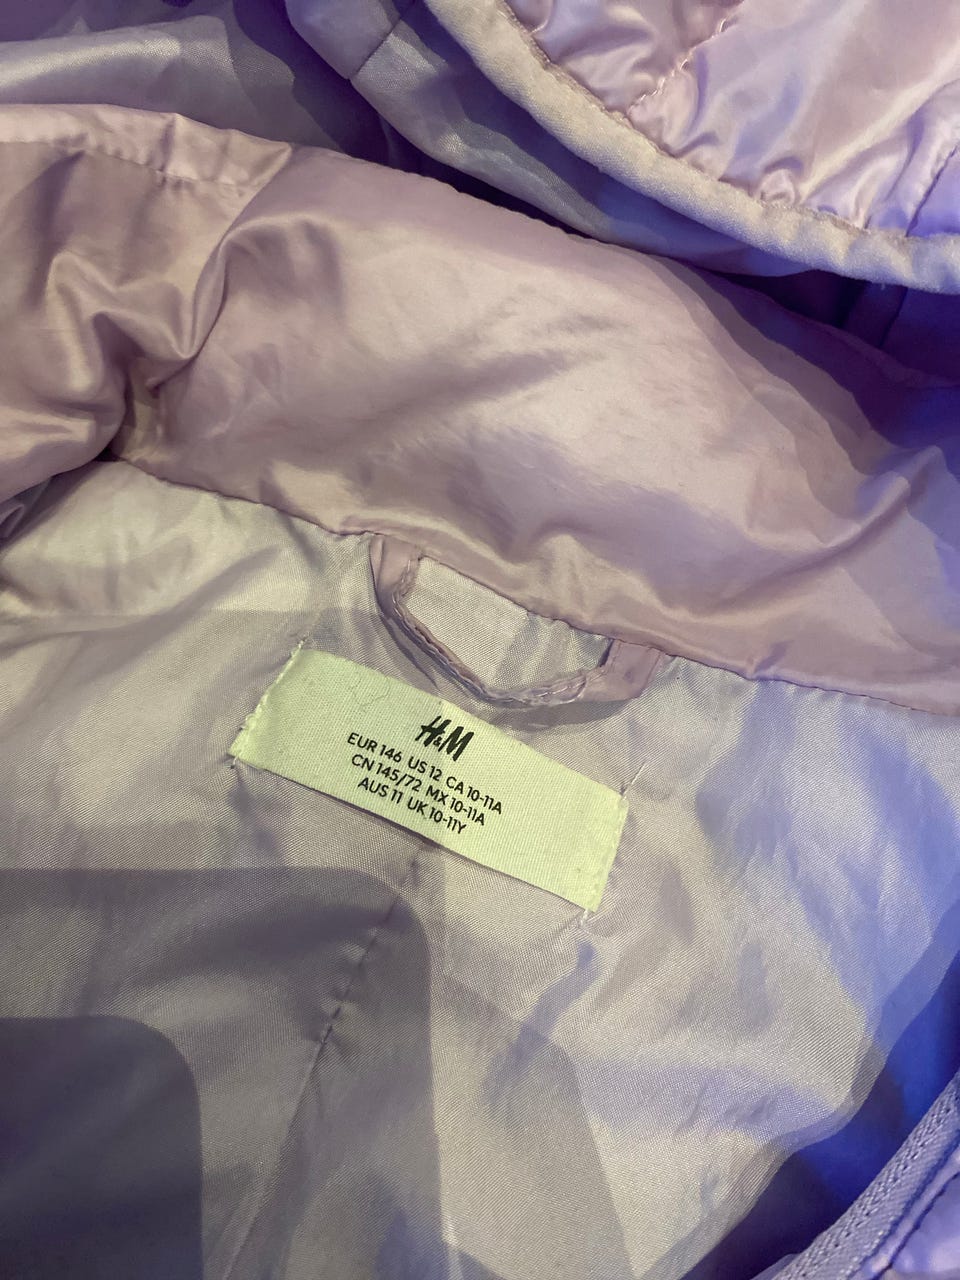 H&M
EUR 146 US 12 CA 10-11A
CN 145/72 MX 10-11A
AUS 11 UK 10-11Y